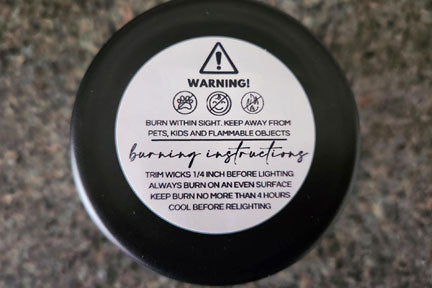 WARNING!
BURN WITHIN SIGHT. KEEP AWAY FROM
PETS, KIDS AND FLAMMABLE OBJECTS
burning instructions
TRIM WICKS 1/4 INCH BEFORE LIGHTING
ALWAYS BURN ON AN EVEN SURFACE
KEEP BURN NO MORE THAN 4 HOURS
COOL BEFORE RELIGHTING